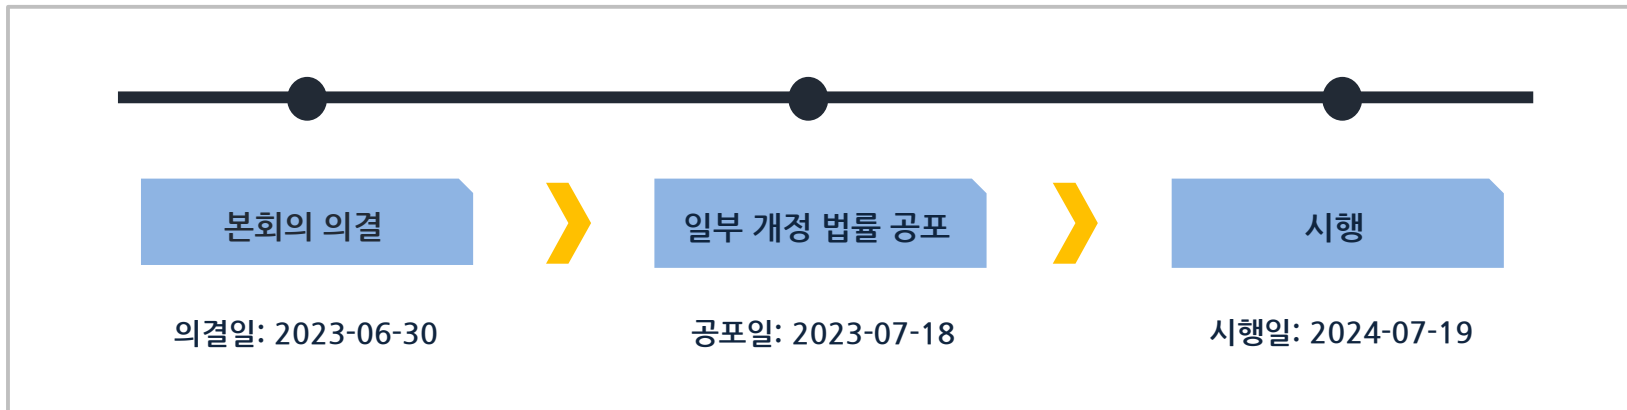 본회의 의결
일부 개정 법률 공포
시행
의결일: 2023-06-30
공포일: 2023-07-18
시행일: 2024-07-19